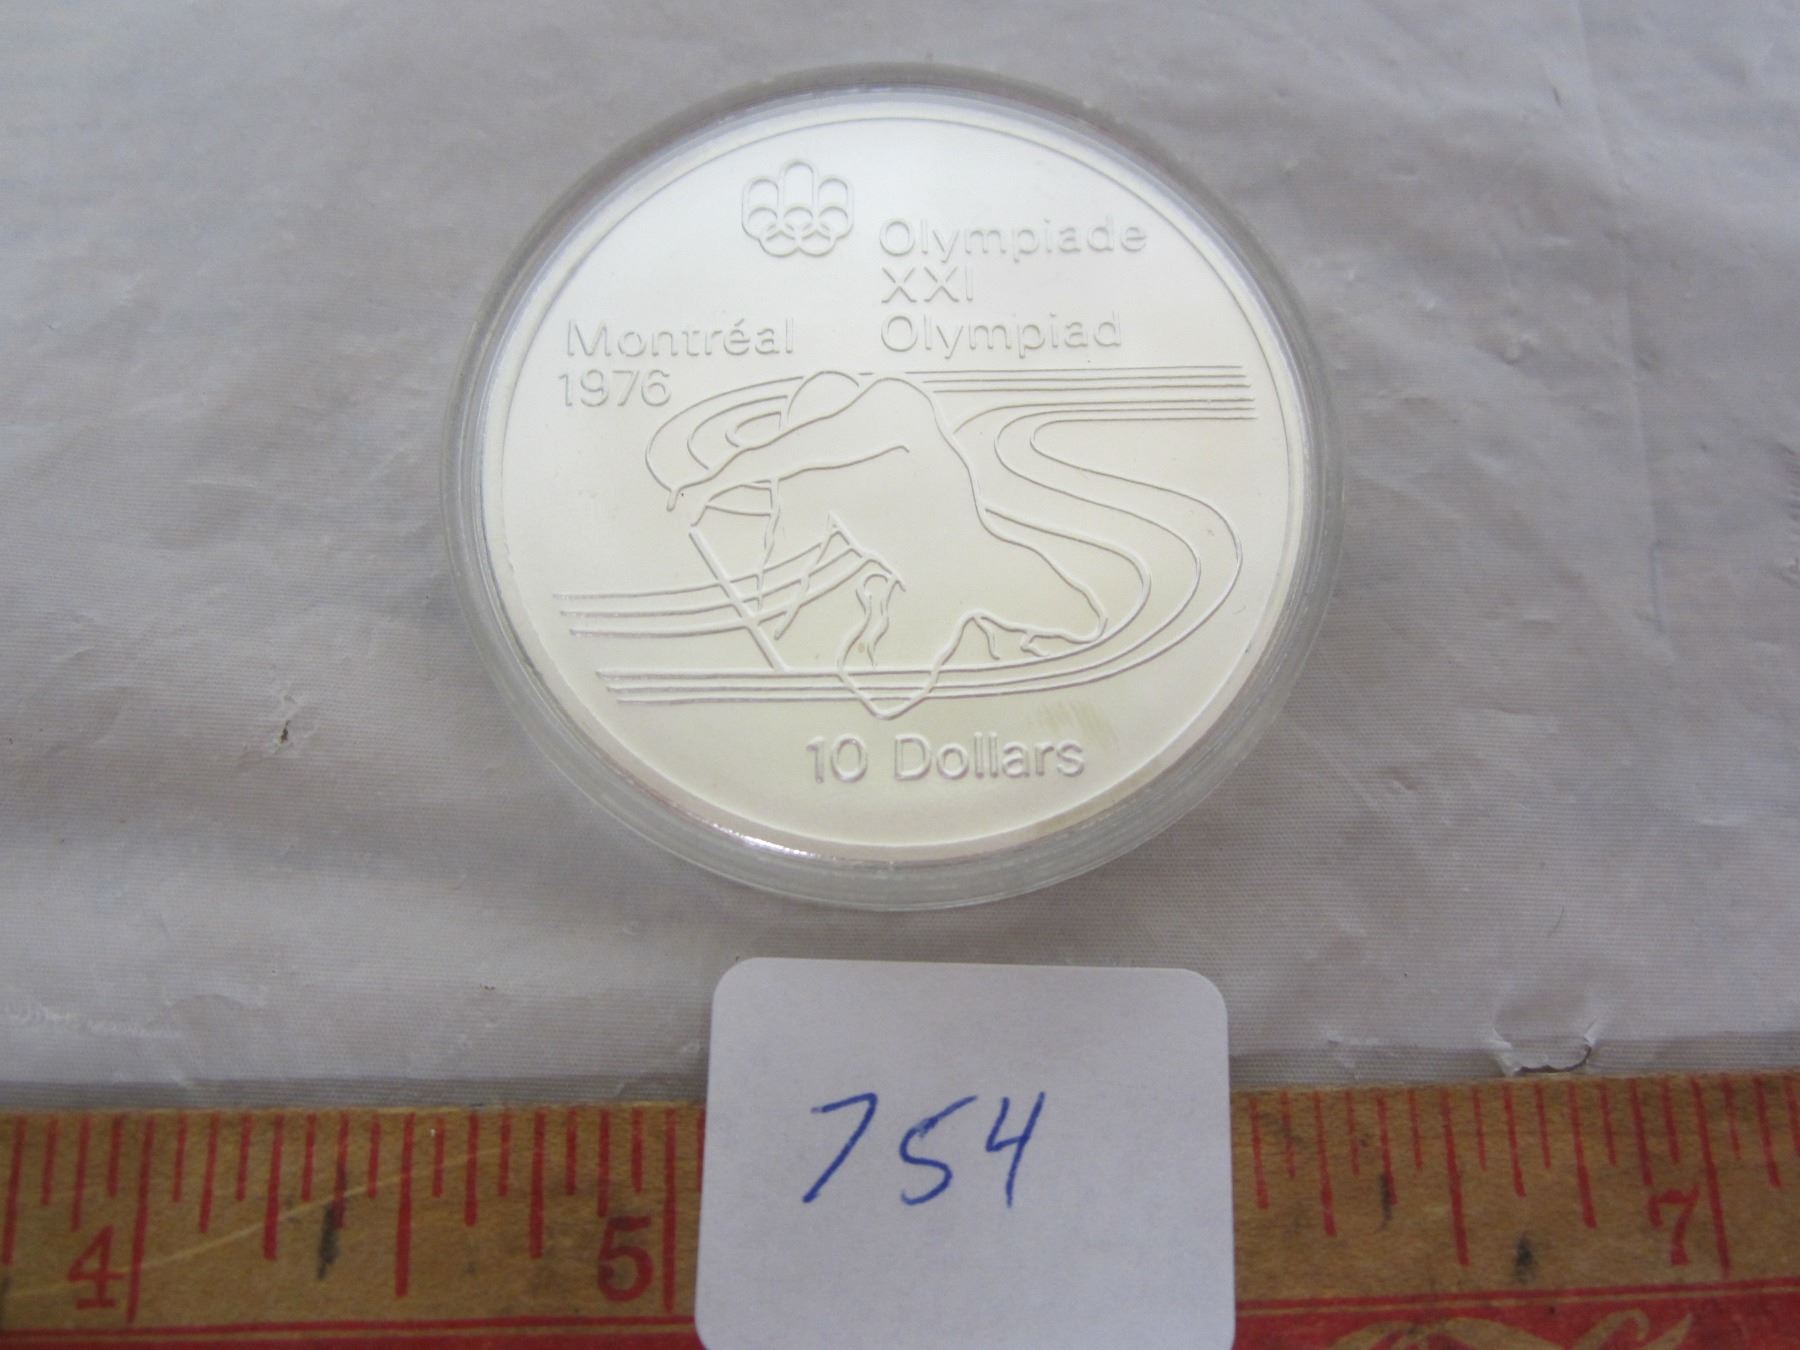 Olympiade
XXI
Olympiad
Montréal
1976
10 Dollars
754
4 5 7